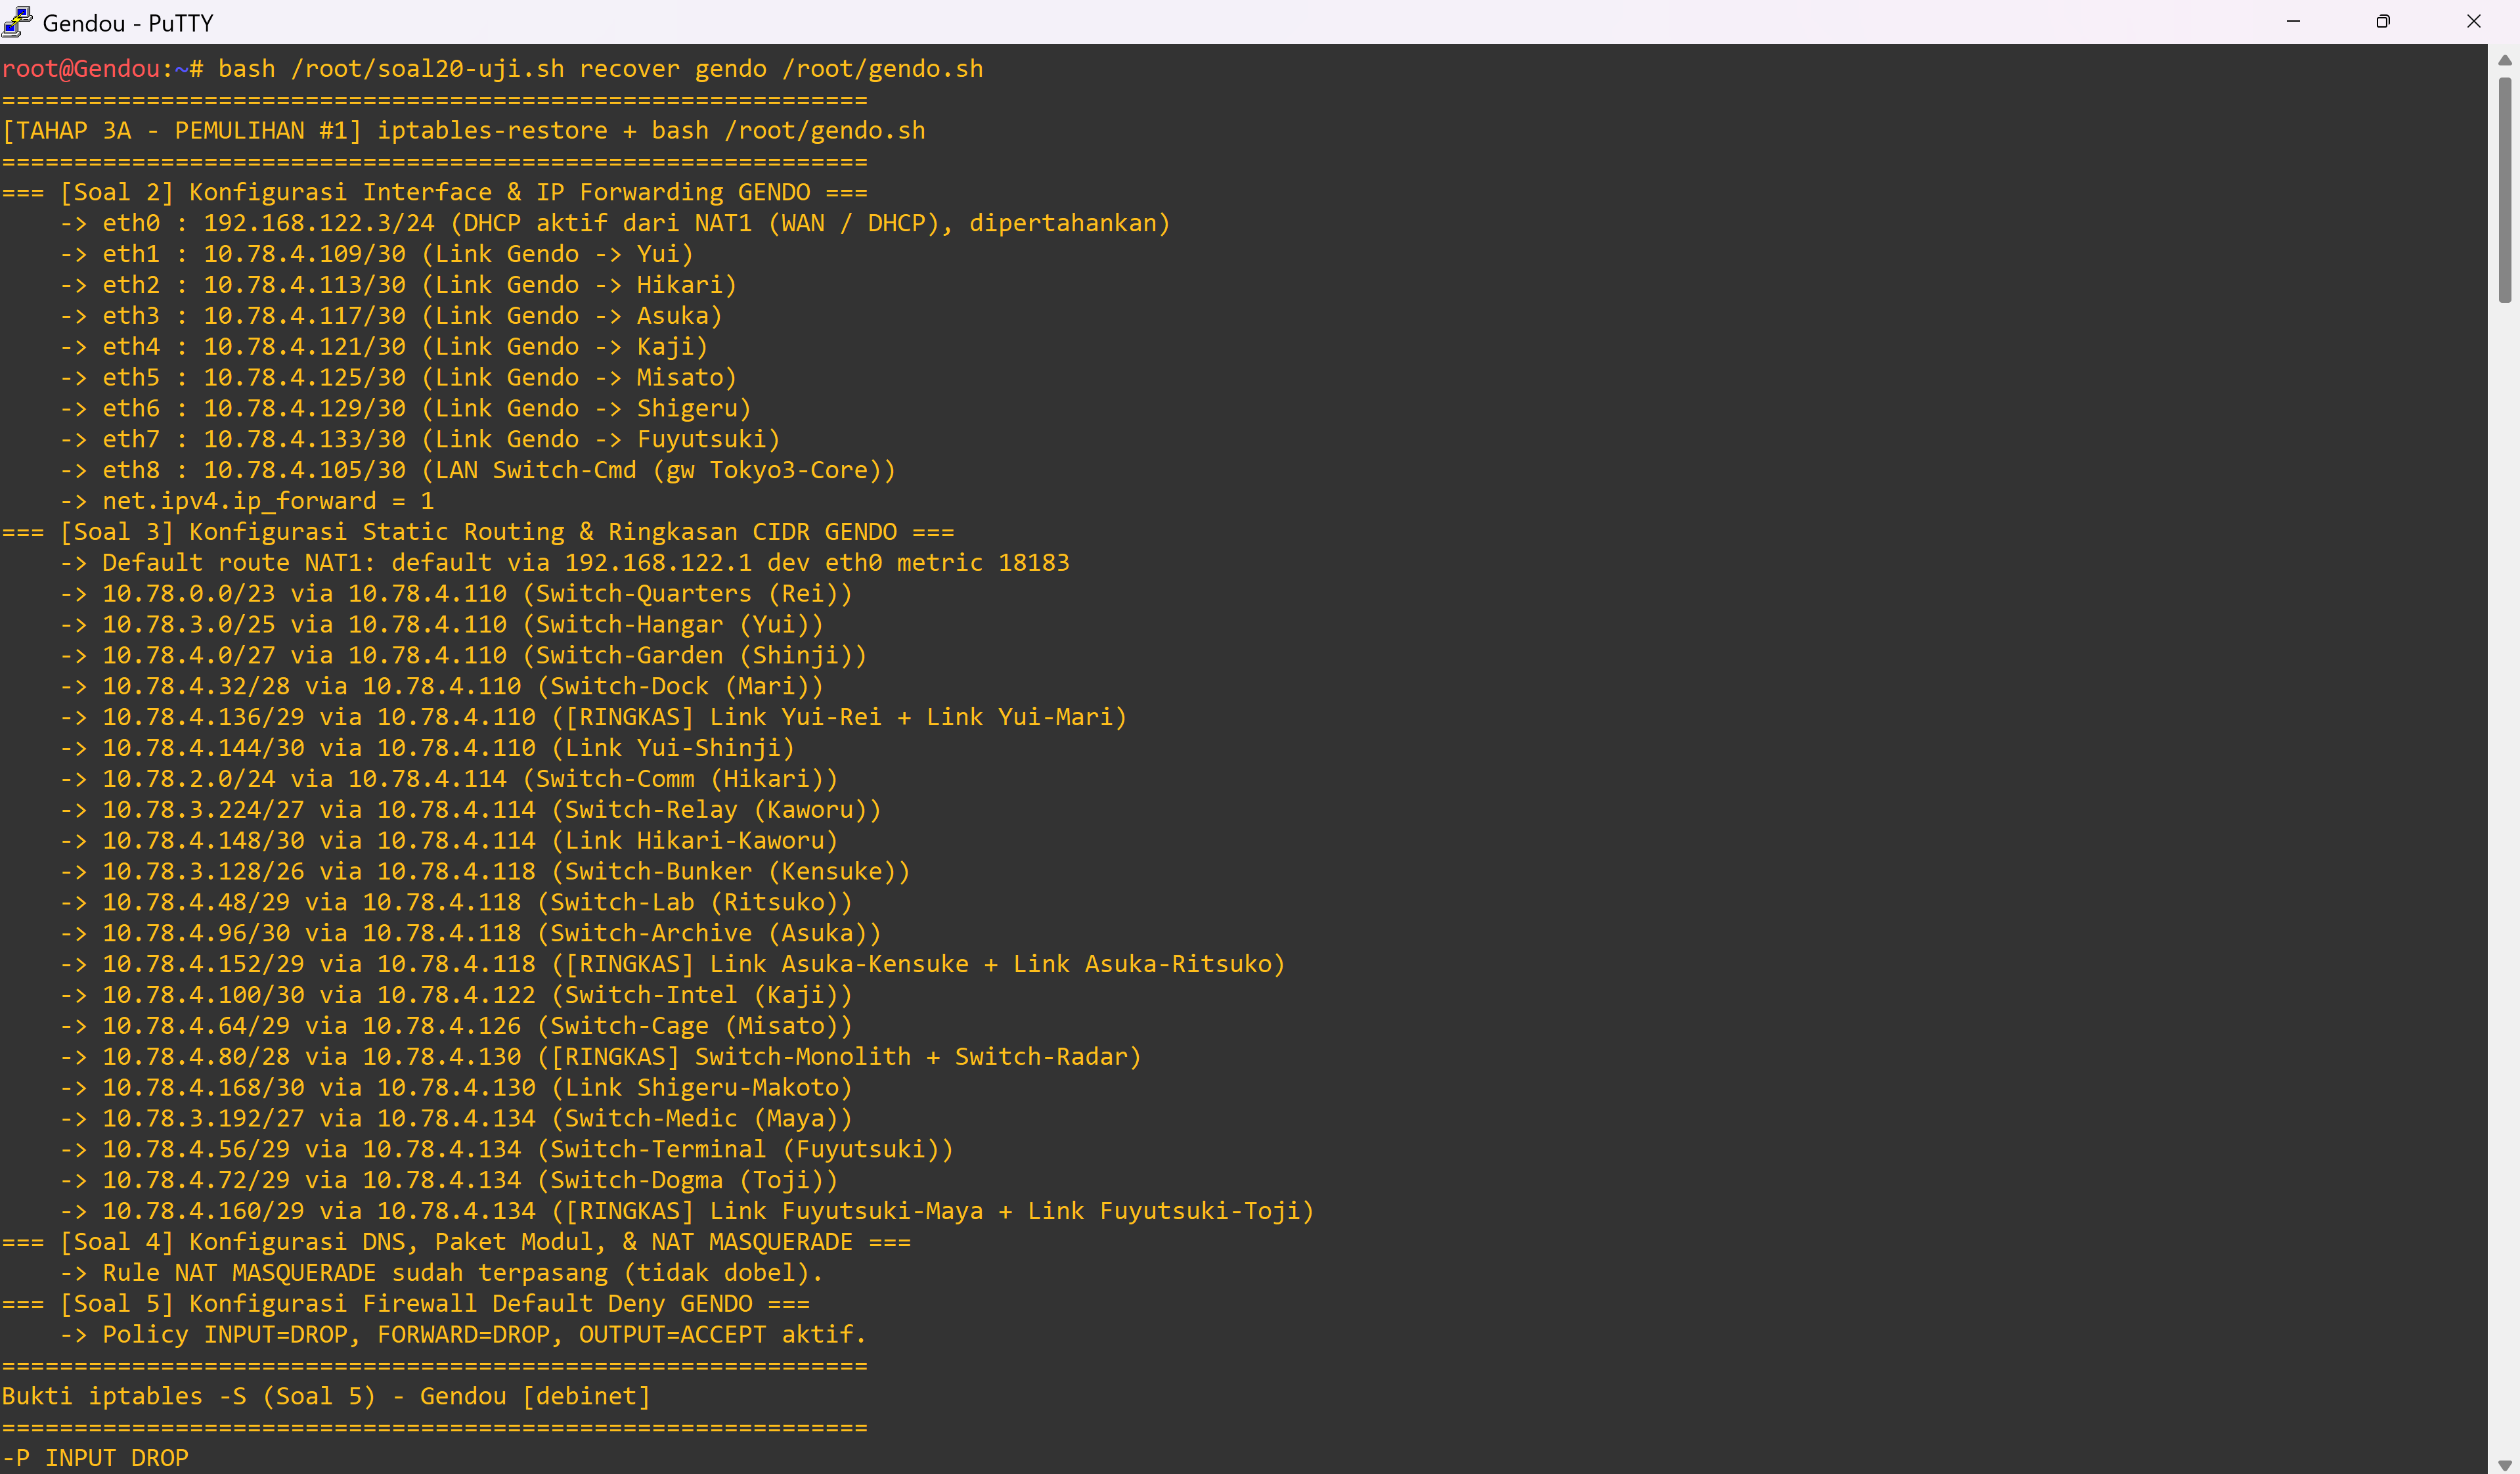 Gendou - PuTTY
root@Gendou:~# bash /root/soal20-uji.sh recover gendo /root/gendo.sh
============================================================
[TAHAP 3A - PEMULIHAN #1] iptables-restore + bash /root/gendo.sh
============================================================
=== [Soal 2] Konfigurasi Interface & IP Forwarding GENDO ===
    -> eth0 : 192.168.122.3/24 (DHCP aktif dari NAT1 (WAN / DHCP), dipertahankan)
    -> eth1 : 10.78.4.109/30 (Link Gendo -> Yui)
    -> eth2 : 10.78.4.113/30 (Link Gendo -> Hikari)
    -> eth3 : 10.78.4.117/30 (Link Gendo -> Asuka)
    -> eth4 : 10.78.4.121/30 (Link Gendo -> Kaji)
    -> eth5 : 10.78.4.125/30 (Link Gendo -> Misato)
    -> eth6 : 10.78.4.129/30 (Link Gendo -> Shigeru)
    -> eth7 : 10.78.4.133/30 (Link Gendo -> Fuyutsuki)
    -> eth8 : 10.78.4.105/30 (LAN Switch-Cmd (gw Tokyo3-Core))
    -> net.ipv4.ip_forward = 1
=== [Soal 3] Konfigurasi Static Routing & Ringkasan CIDR GENDO ===
    -> Default route NAT1: default via 192.168.122.1 dev eth0 metric 18183
    -> 10.78.0.0/23 via 10.78.4.110 (Switch-Quarters (Rei))
    -> 10.78.3.0/25 via 10.78.4.110 (Switch-Hangar (Yui))
    -> 10.78.4.0/27 via 10.78.4.110 (Switch-Garden (Shinji))
    -> 10.78.4.32/28 via 10.78.4.110 (Switch-Dock (Mari))
    -> 10.78.4.136/29 via 10.78.4.110 ([RINGKAS] Link Yui-Rei + Link Yui-Mari)
    -> 10.78.4.144/30 via 10.78.4.110 (Link Yui-Shinji)
    -> 10.78.2.0/24 via 10.78.4.114 (Switch-Comm (Hikari))
    -> 10.78.3.224/27 via 10.78.4.114 (Switch-Relay (Kaworu))
    -> 10.78.4.148/30 via 10.78.4.114 (Link Hikari-Kaworu)
    -> 10.78.3.128/26 via 10.78.4.118 (Switch-Bunker (Kensuke))
    -> 10.78.4.48/29 via 10.78.4.118 (Switch-Lab (Ritsuko))
    -> 10.78.4.96/30 via 10.78.4.118 (Switch-Archive (Asuka))
    -> 10.78.4.152/29 via 10.78.4.118 ([RINGKAS] Link Asuka-Kensuke + Link Asuka-Ritsuko)
    -> 10.78.4.100/30 via 10.78.4.122 (Switch-Intel (Kaji))
    -> 10.78.4.64/29 via 10.78.4.126 (Switch-Cage (Misato))
    -> 10.78.4.80/28 via 10.78.4.130 ([RINGKAS] Switch-Monolith + Switch-Radar)
    -> 10.78.4.168/30 via 10.78.4.130 (Link Shigeru-Makoto)
    -> 10.78.3.192/27 via 10.78.4.134 (Switch-Medic (Maya))
    -> 10.78.4.56/29 via 10.78.4.134 (Switch-Terminal (Fuyutsuki))
    -> 10.78.4.72/29 via 10.78.4.134 (Switch-Dogma (Toji))
    -> 10.78.4.160/29 via 10.78.4.134 ([RINGKAS] Link Fuyutsuki-Maya + Link Fuyutsuki-Toji)
=== [Soal 4] Konfigurasi DNS, Paket Modul, & NAT MASQUERADE ===
    -> Rule NAT MASQUERADE sudah terpasang (tidak dobel).
=== [Soal 5] Konfigurasi Firewall Default Deny GENDO ===
    -> Policy INPUT=DROP, FORWARD=DROP, OUTPUT=ACCEPT aktif.
============================================================
Bukti iptables -S (Soal 5) - Gendou [debinet]
============================================================
-P INPUT DROP